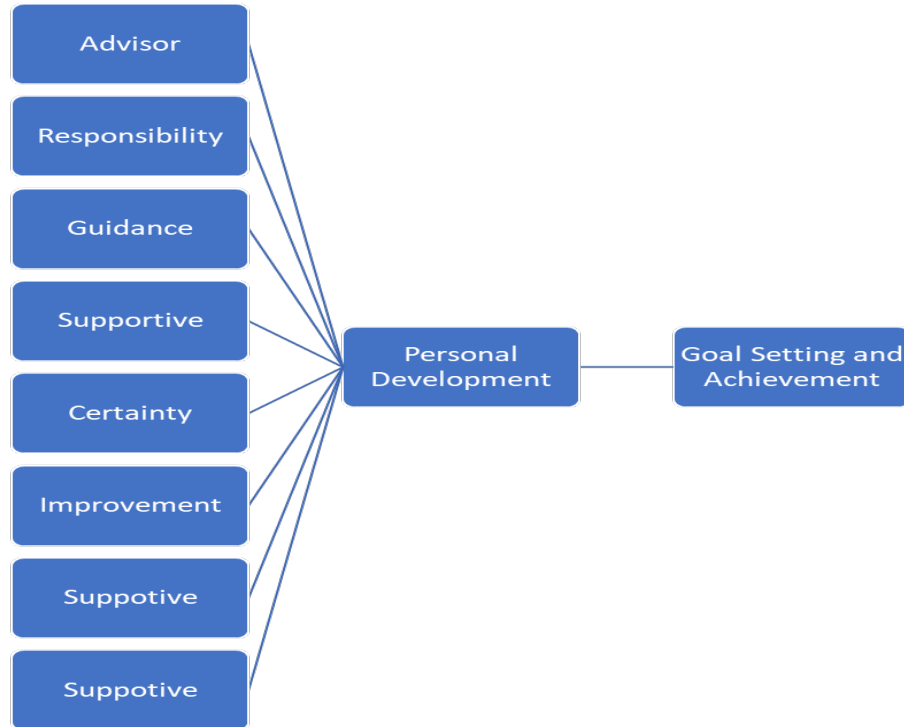 Advisor
Responsibility
Guidance
Supportive
Certainty
Improvement
Suppotive
Suppotive
Personal
Development
Goal Setting and
Achievement